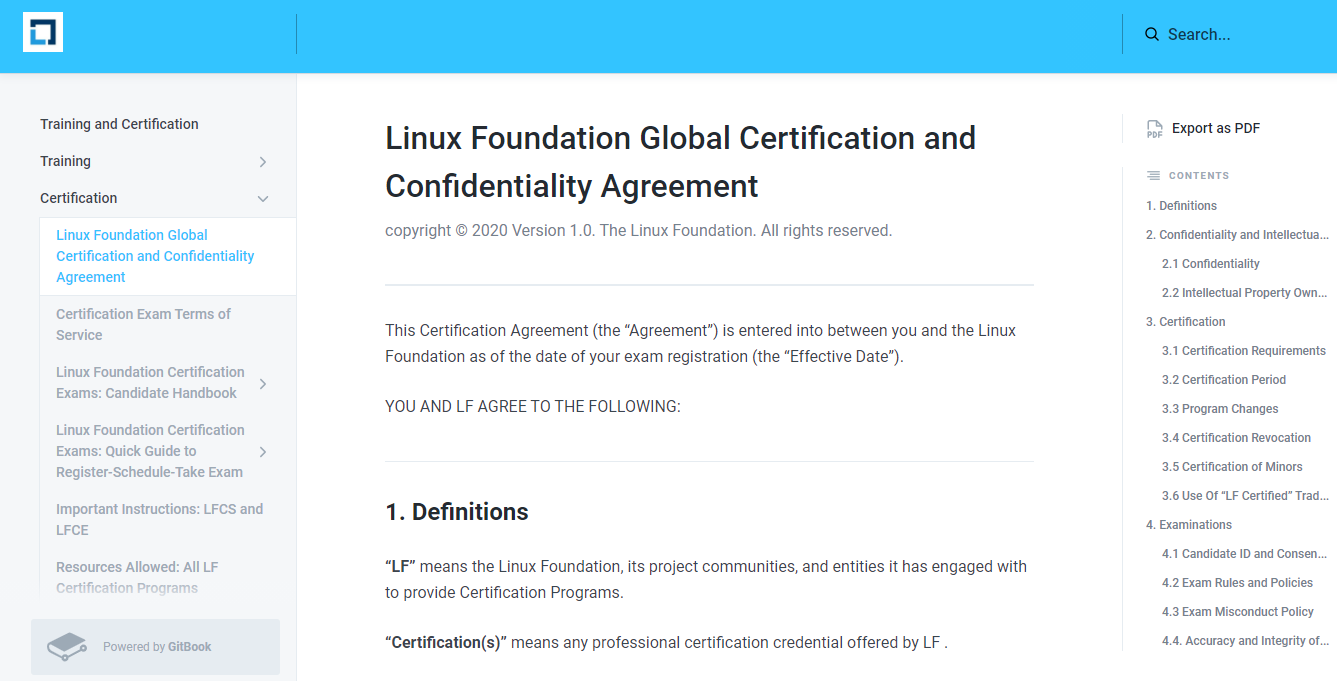 Search...
Training and Certification
Training
Certification
Linux Foundation Global
Certification and Confidentiality
Agreement
Certification Exam Terms of
Service
Linux Foundation Certification
Exams: Candidate Handbook
Linux Foundation Certification
Exams: Quick Guide to
Register-Schedule-Take Exam
Important Instructions: LFCS and
LFCE
Resources Allowed: All LF
Certification Programs
Powered by GitBook
Linux Foundation Global Certification and
Confidentiality Agreement
copyright © 2020 Version 1.0. The Linux Foundation. All rights reserved.
This Certification Agreement (the “Agreement”) is entered into between you and the Linux
Foundation as of the date of your exam registration (the “Effective Date”).
YOU AND LF AGREE TO THE FOLLOWING:
1. Definitions
“LF” means the Linux Foundation, its project communities, and entities it has engaged with
to provide Certification Programs.
“Certification(s)” means any professional certification credential offered by LF .
PDF
Export as PDF
CONTENTS
1. Definitions
2. Confidentiality and Intellectua...
2.1 Confidentiality
2.2 Intellectual Property Own...
3. Certification
3.1 Certification Requirements
3.2 Certification Period
3.3 Program Changes
3.4 Certification Revocation
3.5 Certification of Minors
3.6 Use Of “LF Certified” Trad...
4. Examinations
4.1 Candidate ID and Consen...
4.2 Exam Rules and Policies
4.3 Exam Misconduct Policy
4.4. Accuracy and Integrity of...